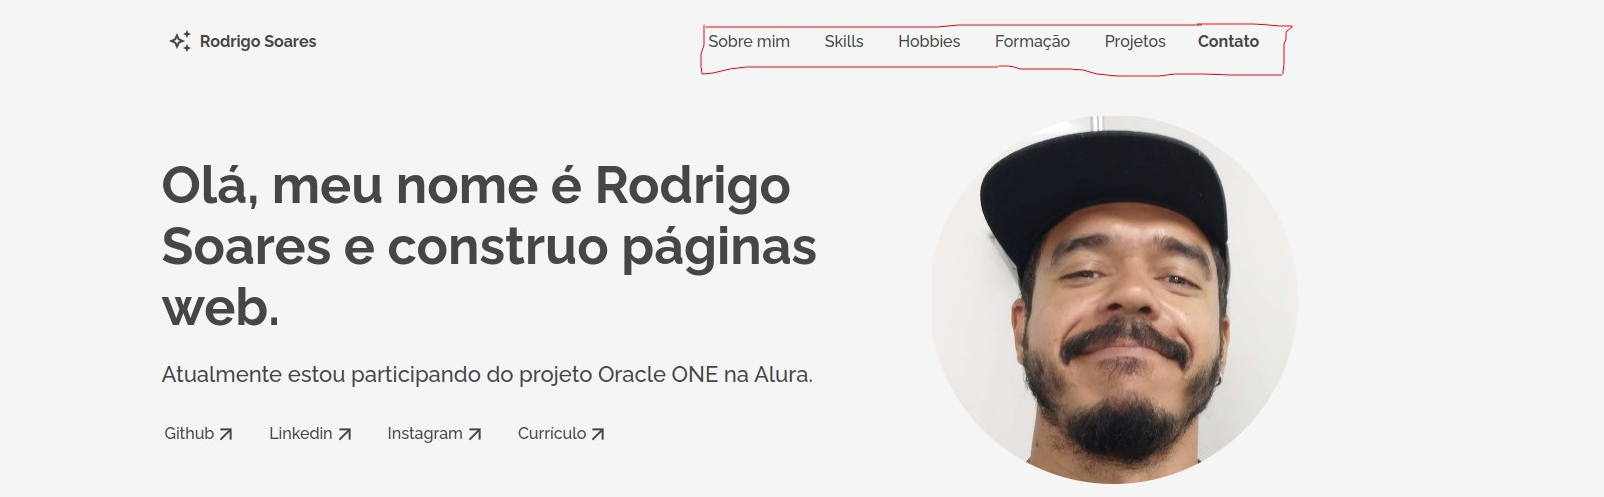 Rodrigo Soares
Sobre mim Skills Hobbies Formação Projetos Contato
Olá, meu nome é Rodrigo
Soares e construo páginas
web.
Atualmente estou participando do projeto Oracle ONE na Alura.
Github Linkedin Instagram Currículo